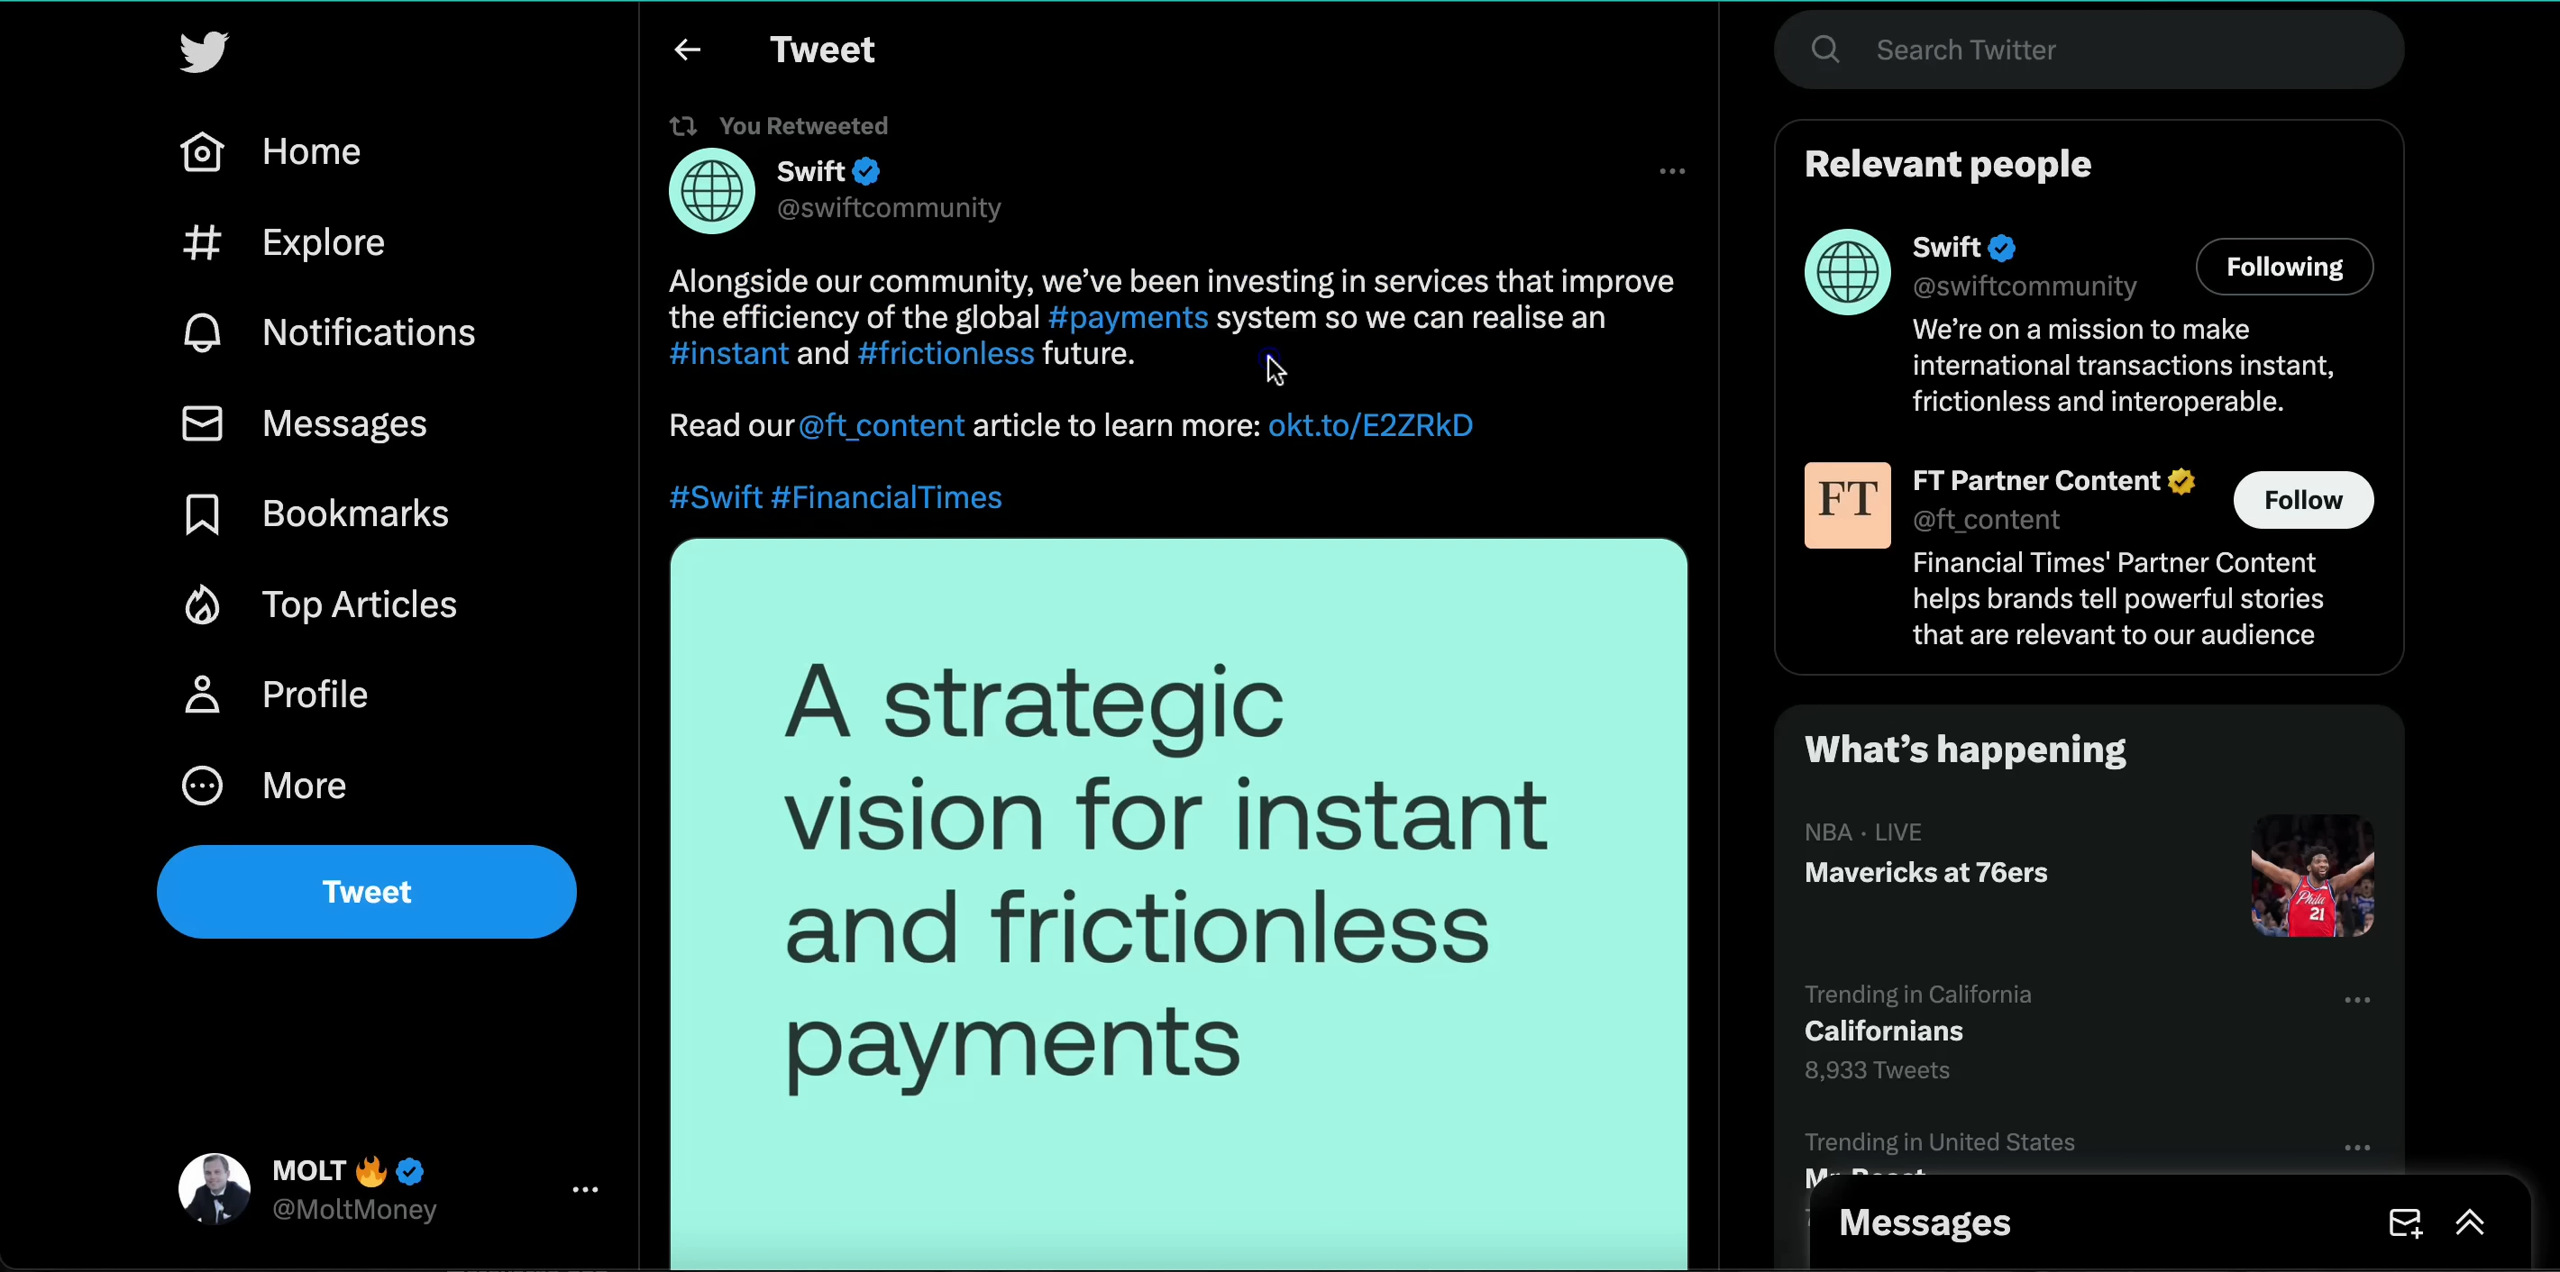 Home
Explore
Notifications
Messages
Bookmarks
Top Articles
Profile
More
Tweet
MOLT 🔥
@MoltMoney
Tweet
You Retweeted
Swift
@swiftcommunity
Alongside our community, we've been investing in services that improve
the efficiency of the global #payments system so we can realise an
#instant and #frictionless future.
Read our @ft_content article to learn more: okt.to/E2ZRkD
#Swift #FinancialTimes
A strategic
vision for instant
and frictionless
payments
Search Twitter
Relevant people
Swift
@swiftcommunity
Following
We're on a mission to make
international transactions instant,
frictionless and interoperable.
FT
FT Partner Content
@ft_content
Follow
Financial Times' Partner Content
helps brands tell powerful stories
that are relevant to our audience
What's happening
NBA · LIVE
Mavericks at 76ers
Phila
21
Trending in California
Californians
8,933 Tweets
Trending in United States
Messages